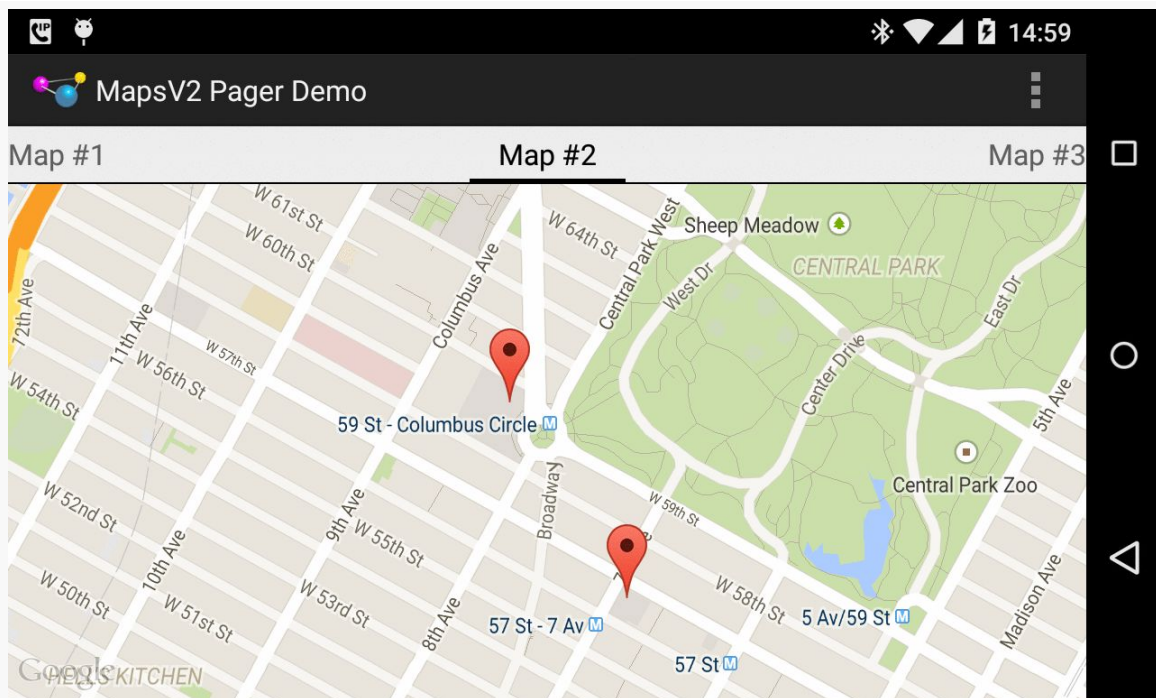 14:59
MapsV2 Pager Demo
Map #1
Map #2
Map #3
W 61st St
W 60th St
W 64th St
Central Park West
Sheep Meadow
CENTRAL PARK
West Dr
East Dr
12th Ave
11th Ave
Columbus Ave
W 57th St
W 56th St
W 54th St
Center Drive
5th Ave
59 St - Columbus Circle M
Central Park Zoo
W 52nd St
9th Ave
Broadway
W 59th St
W 55th St
10th Ave
W 50th St
W 51st St
W 53rd St
8th Ave
W 58th St
Madison Ave
57 St - 7 Av M
5 Av/59 St M
57 St M
Google
HELL'S KITCHEN